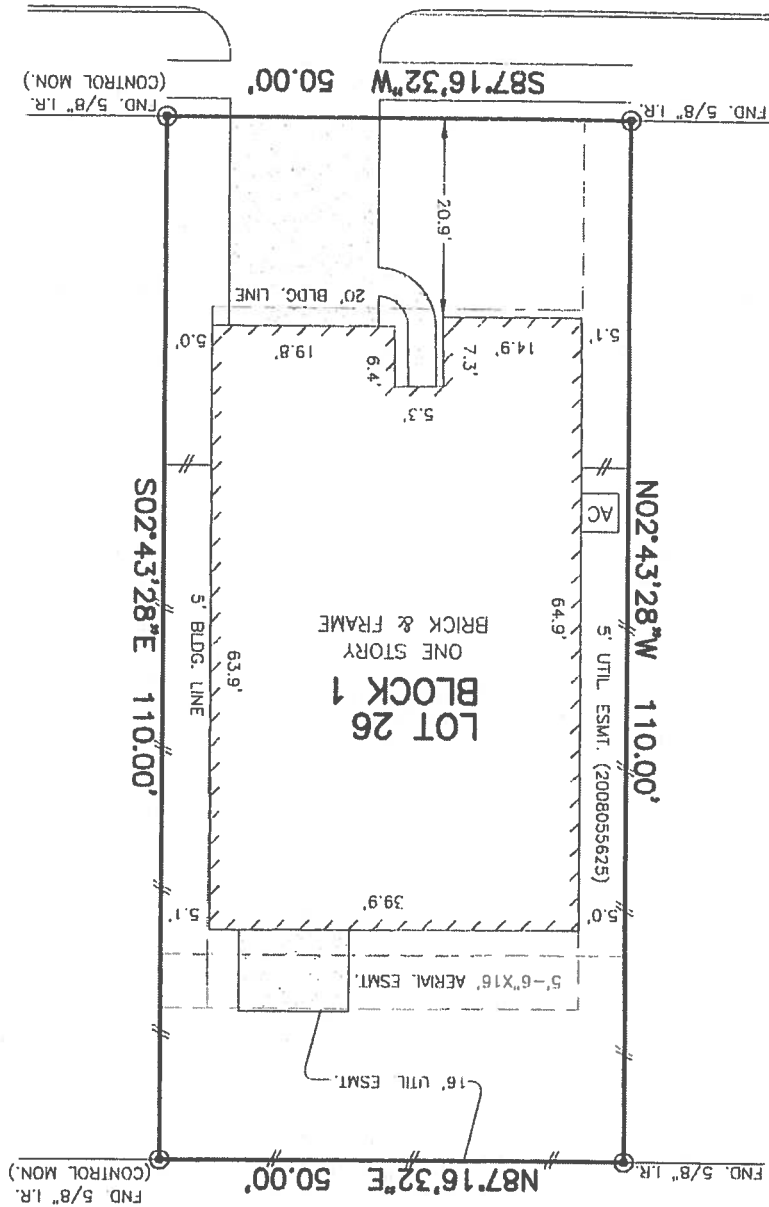 FND. 5/8" I.R.
(CONTROL MON.)
N87°16'32"E 50.00'
FND. 5/8" I.R.
16' UTIL ESMT.
5'-6"X16' AERIAL ESMT.
5.1'
39.9'
5.0'
S02°43'28"E 110.00'
5' BLDG. LINE
63.9'
LOT 26
BLOCK 1
ONE STORY
BRICK & FRAME
64.9'
5' UTIL ESMT. (2008055625)
N02°43'28"W 110.00'
AC
5.3'
5.0'
19.8'
6.4'
7.3'
14.9'
5.1'
20' BLDG. LINE
20.9'
FND. 5/8" I.R.
(CONTROL MON.)
S87°16'32"W 50.00'
FND. 5/8" I.R.